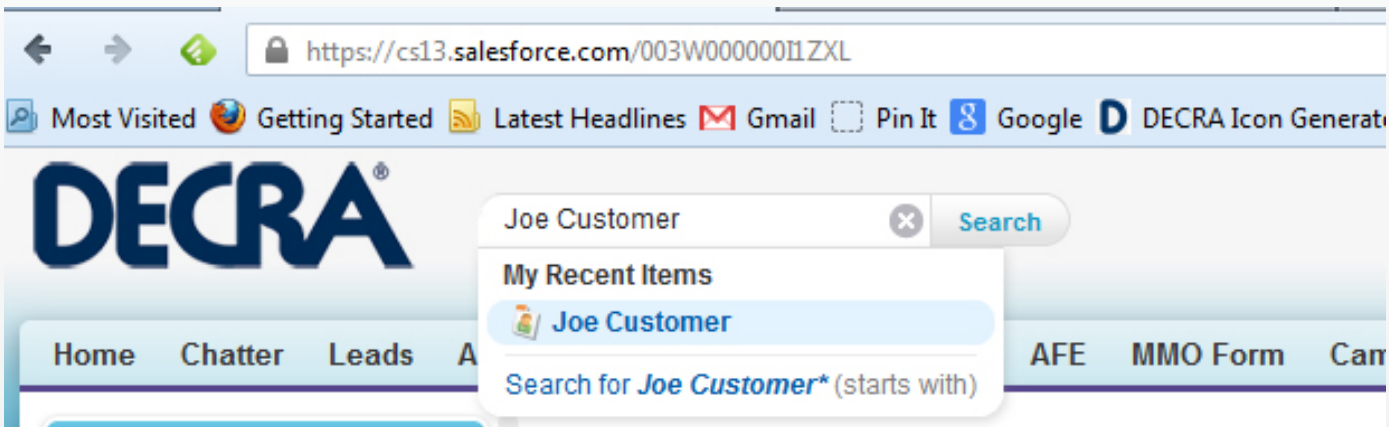 https://cs13.salesforce.com/003W000000I1ZXL
Most Visited Getting Started Latest Headlines Gmail Pin It Google DECRA Icon Generat
DECRA®
Joe Customer Search
My Recent Items
Joe Customer
Home Chatter Leads A AFE MMO Form Cam
Search for Joe Customer* (starts with)